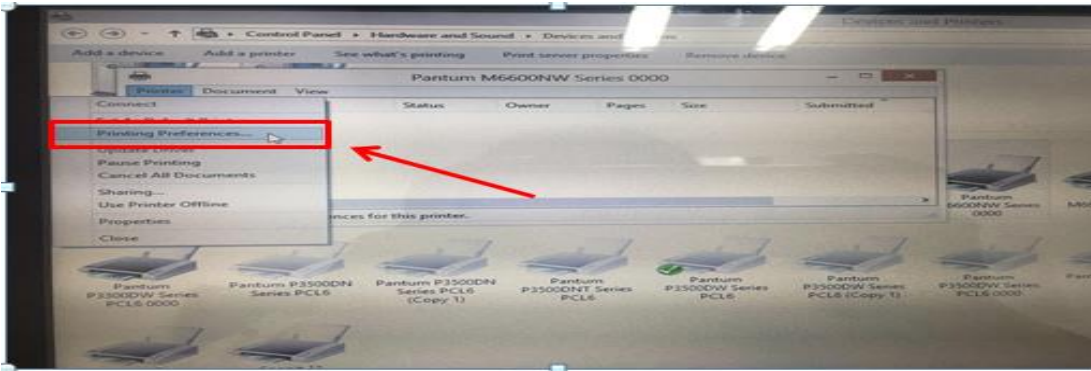 Devices and Printers
Control Panel Hardware and Sound Devices and
Add a device Add a printer See what's printing Print server properties Remove device
Pantum M6600NW Series 0000
Printer Document View
Status Owner Pages Size Submitted
Connect
Printing Preferences...
Update Driver
Pause Printing
Cancel All Documents
Sharing...
Use Printer Offline
Properties
Close
nces for this printer.
Pantum
6600NW Series
0000
Pantum
P3500DW Series
PCL6 0000
Pantum P3500DN
Series PCL6
Pantum P3500DN
Series PCL6
(Copy 1)
Pantum
P3500DNT Series
PCL6
Pantum
P3500DW Series
PCL6
Pantum
P3500DW Series
PCL6 (Copy 1)
Pantum
P3500DW Series
PCL6 0000